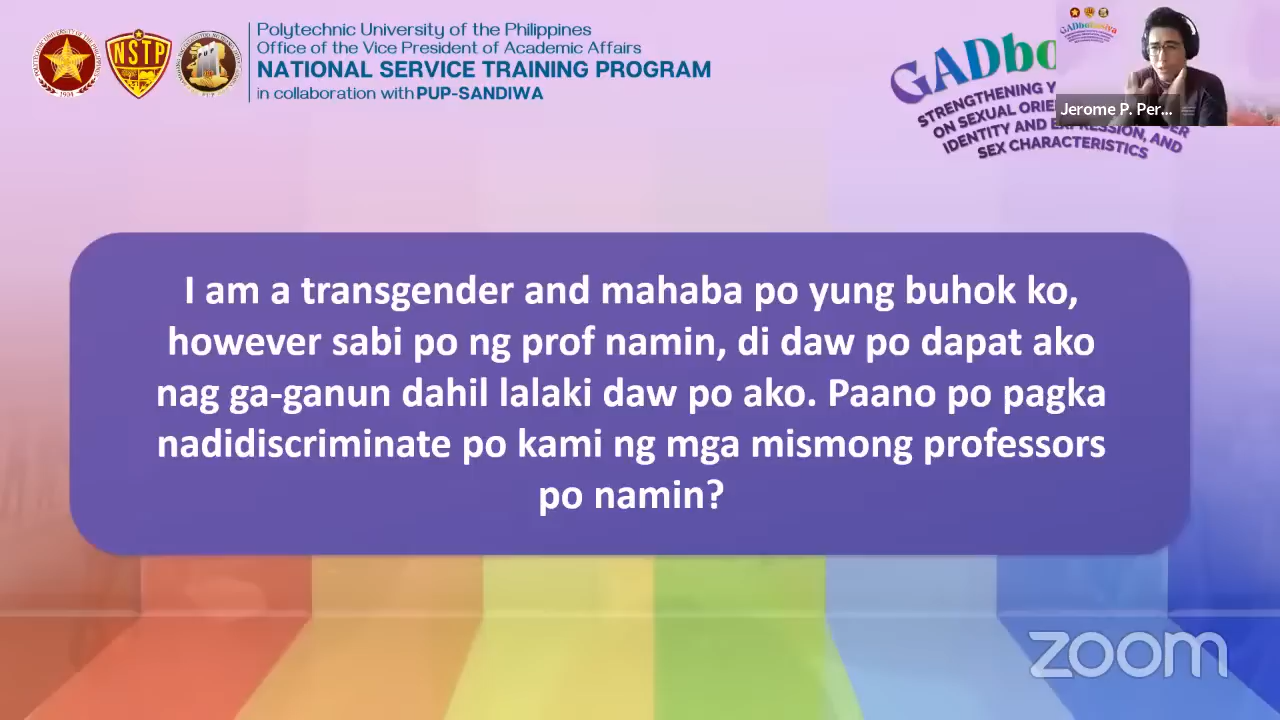 Polytechnic University of the Philippines
Office of the Vice President of Academic Affairs
NATIONAL SERVICE TRAINING PROGRAM
in collaboration with PUP-SANDIWA
NSTP
GADbo
STRENGTHENING
ON SEXUAL
IDENTITY AND EXPRESSION, AND
SEX CHARACTERISTICS
Jerome P. Per...
I am a transgender and mahaba po yung buhok ko,
however sabi po ng prof namin, di daw po dapat ako
nag ga-ganun dahil lalaki daw po ako. Paano po pagka
nadidiscriminate po kami ng mga mismong professors
po namin?
zoom